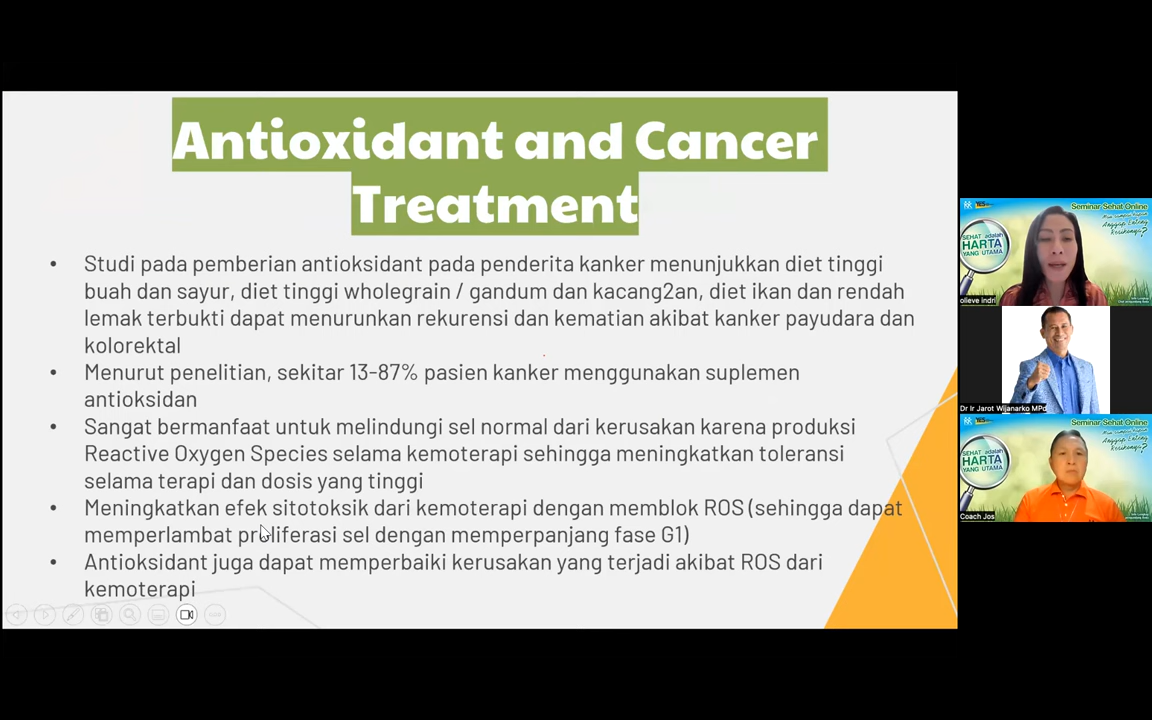 Antioxidant and Cancer
Treatment
• Studi pada pemberian antioksidant pada penderita kanker menunjukkan diet tinggi
buah dan sayur, diet tinggi wholegrain / gandum dan kacang2an, diet ikan dan rendah
lemak terbukti dapat menurunkan rekurensi dan kematian akibat kanker payudara dan
kolorektal
• Menurut penelitian, sekitar 13-87% pasien kanker menggunakan suplemen
antioksidan
• Sangat bermanfaat untuk melindungi sel normal dari kerusakan karena produksi
Reactive Oxygen Species selama kemoterapi sehingga meningkatkan toleransi
selama terapi dan dosis yang tinggi
• Meningkatkan efek sitotoksik dari kemoterapi dengan memblok ROS (sehingga dapat
memperlambat proliferasi sel dengan memperpanjang fase G1)
• Antioksidant juga dapat memperbaiki kerusakan yang terjadi akibat ROS dari
kemoterapi
Seminar Sehat Online
SEHAT adalah
HARTA
YANG UTAMA
olieve indri
Dr Ir Jarot Wijanarko MPd
Seminar Sehat Online
SEHAT adalah
HARTA
YANG UTAMA
Coach Jos